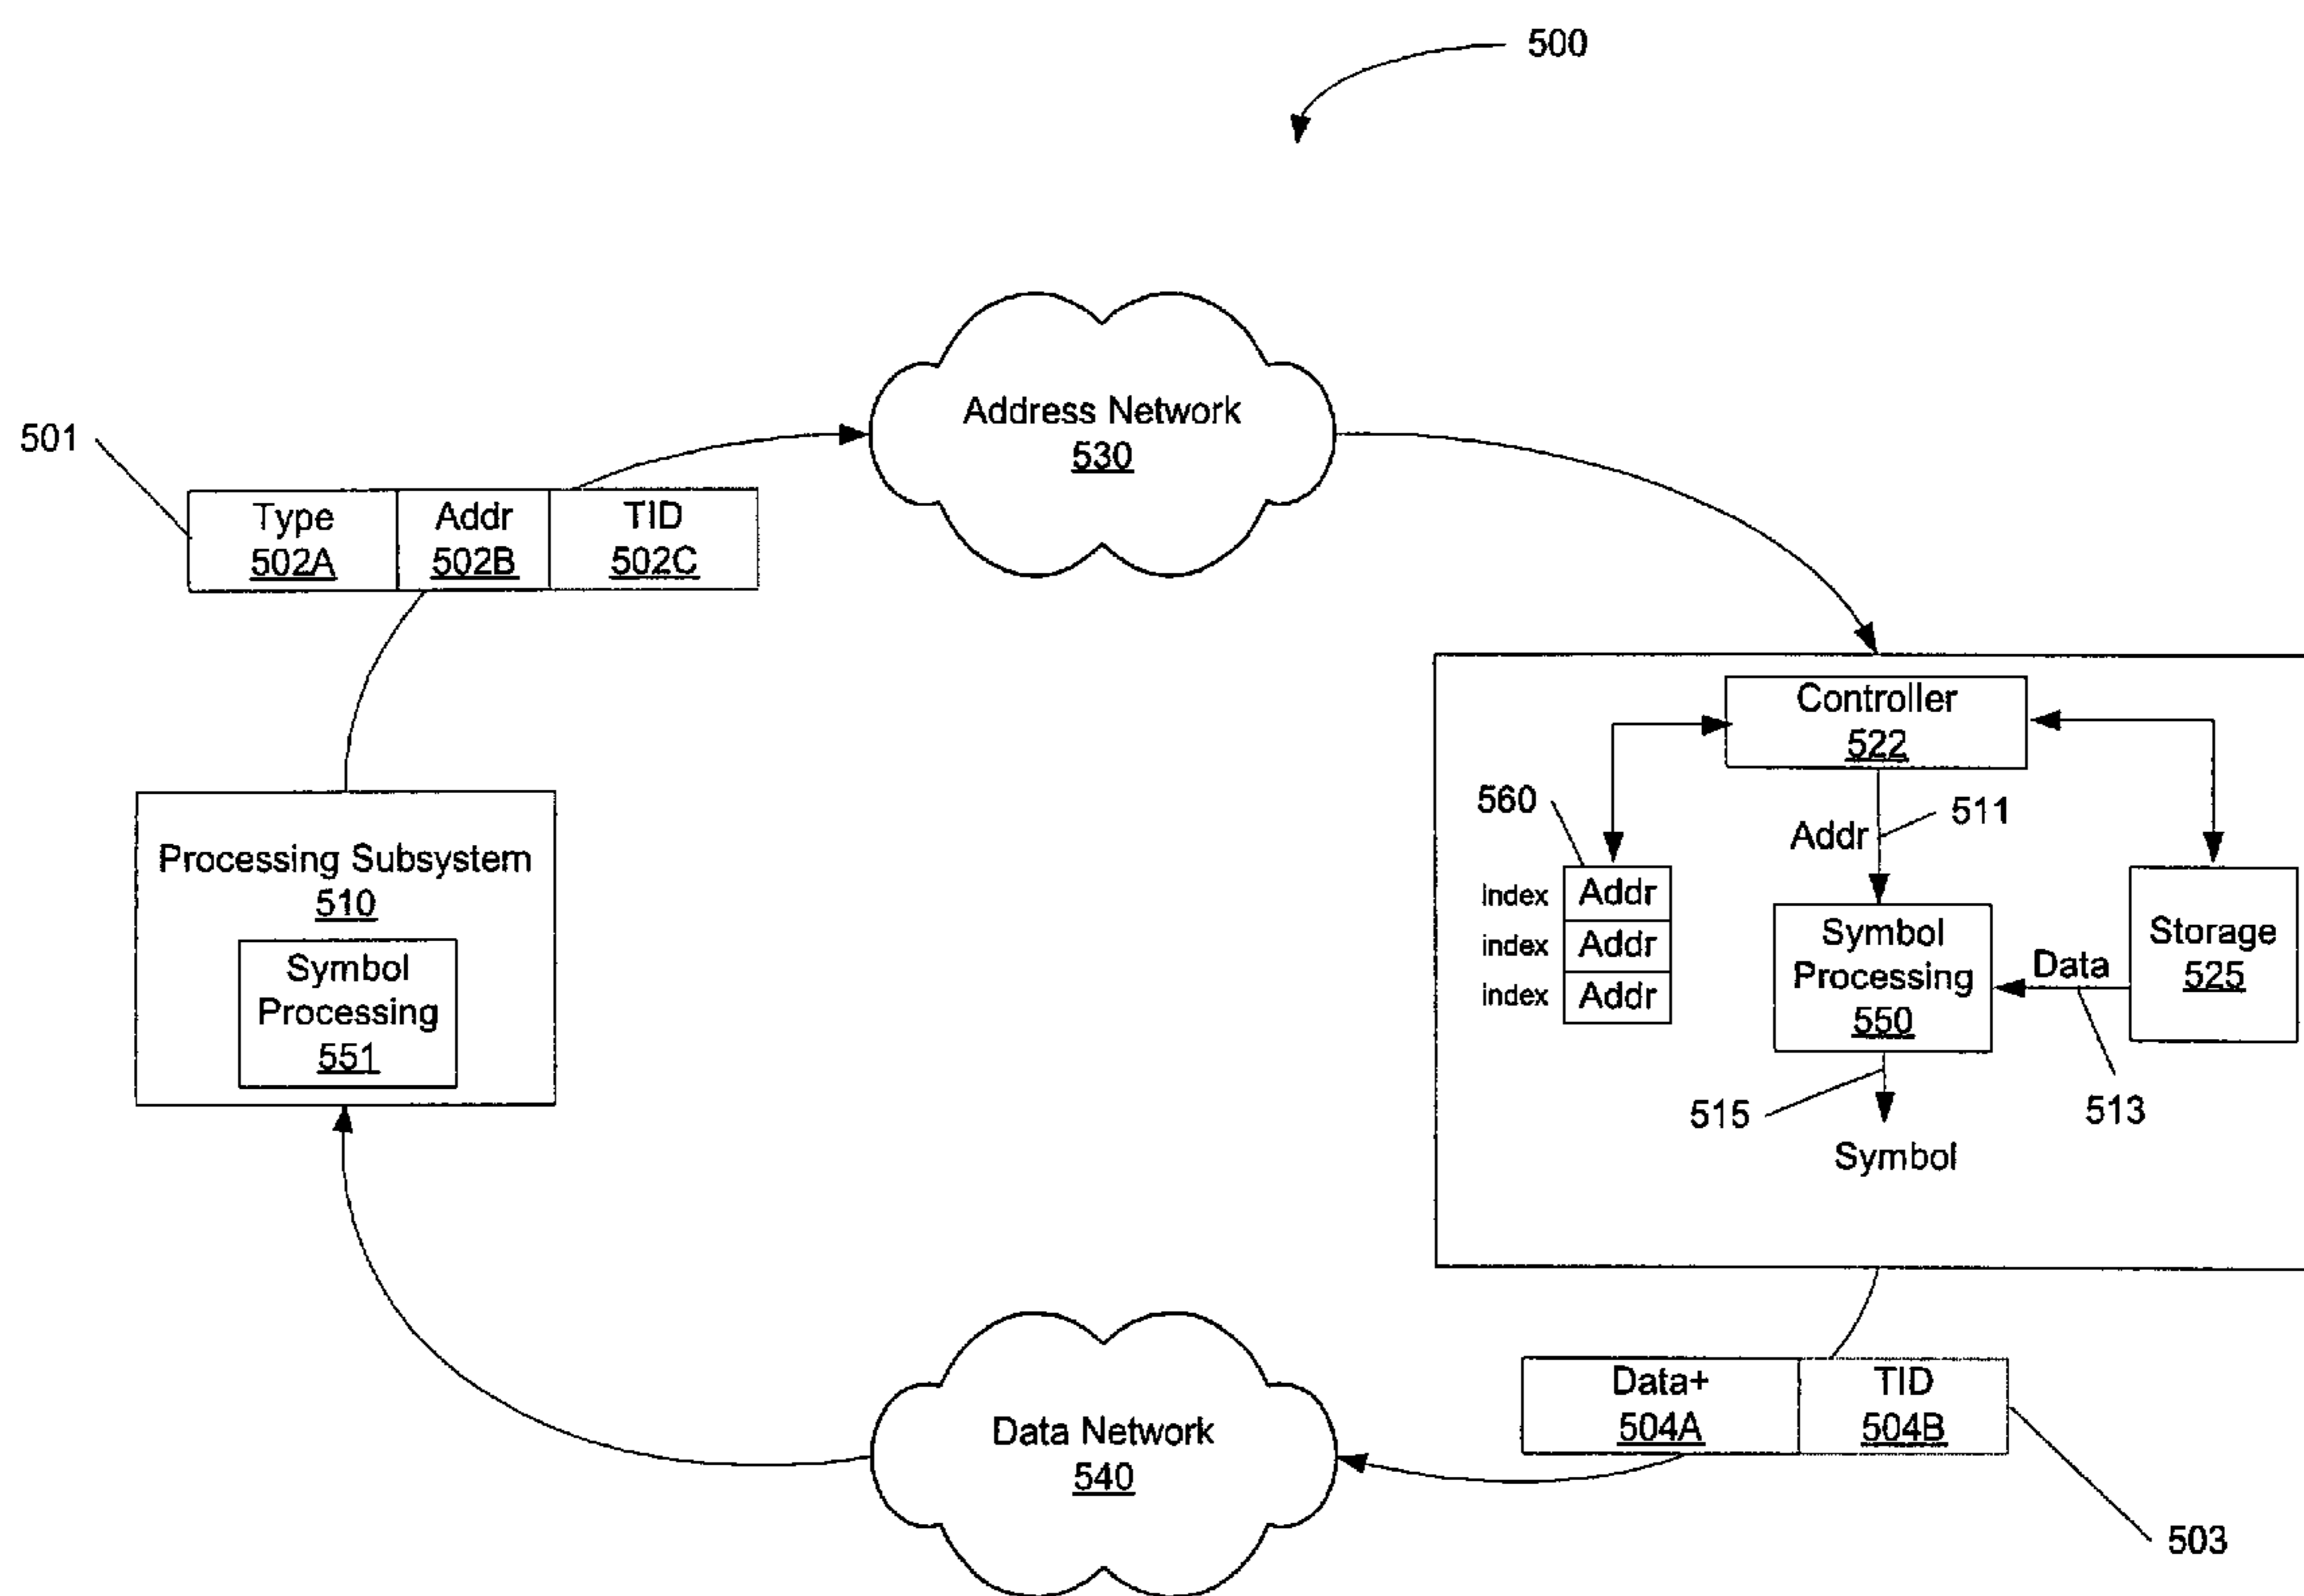 500
Address Network
530
501
Type
502A
Addr
502B
TID
502C
Controller
522
560
511
Addr
Processing Subsystem
510
Symbol
Processing
551
Index Addr
index Addr
index Addr
Symbol
Processing
550
Data
Storage
525
515
513
Symbol
Data+
504A
TID
504B
Data Network
540
503